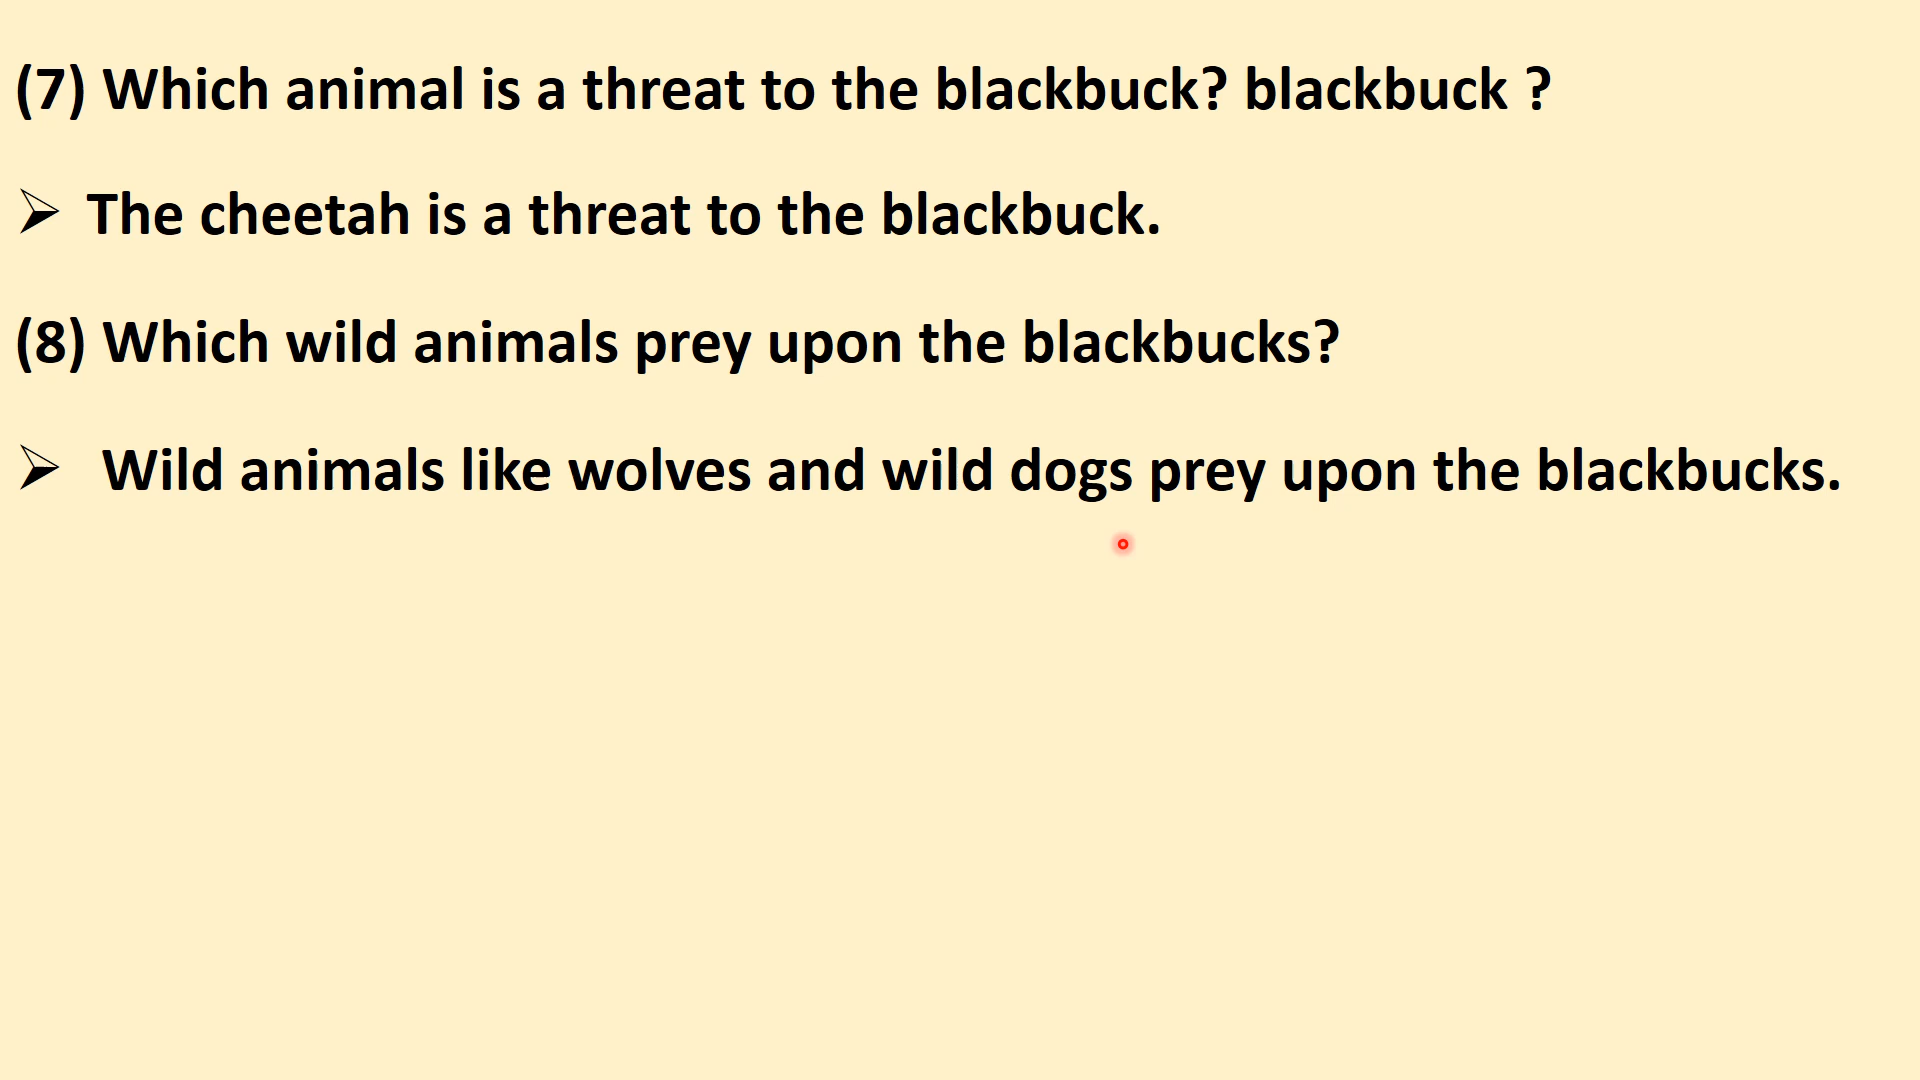 (7) Which animal is a threat to the blackbuck? blackbuck ?
➢ The cheetah is a threat to the blackbuck.
(8) Which wild animals prey upon the blackbucks?
➢ Wild animals like wolves and wild dogs prey upon the blackbucks.